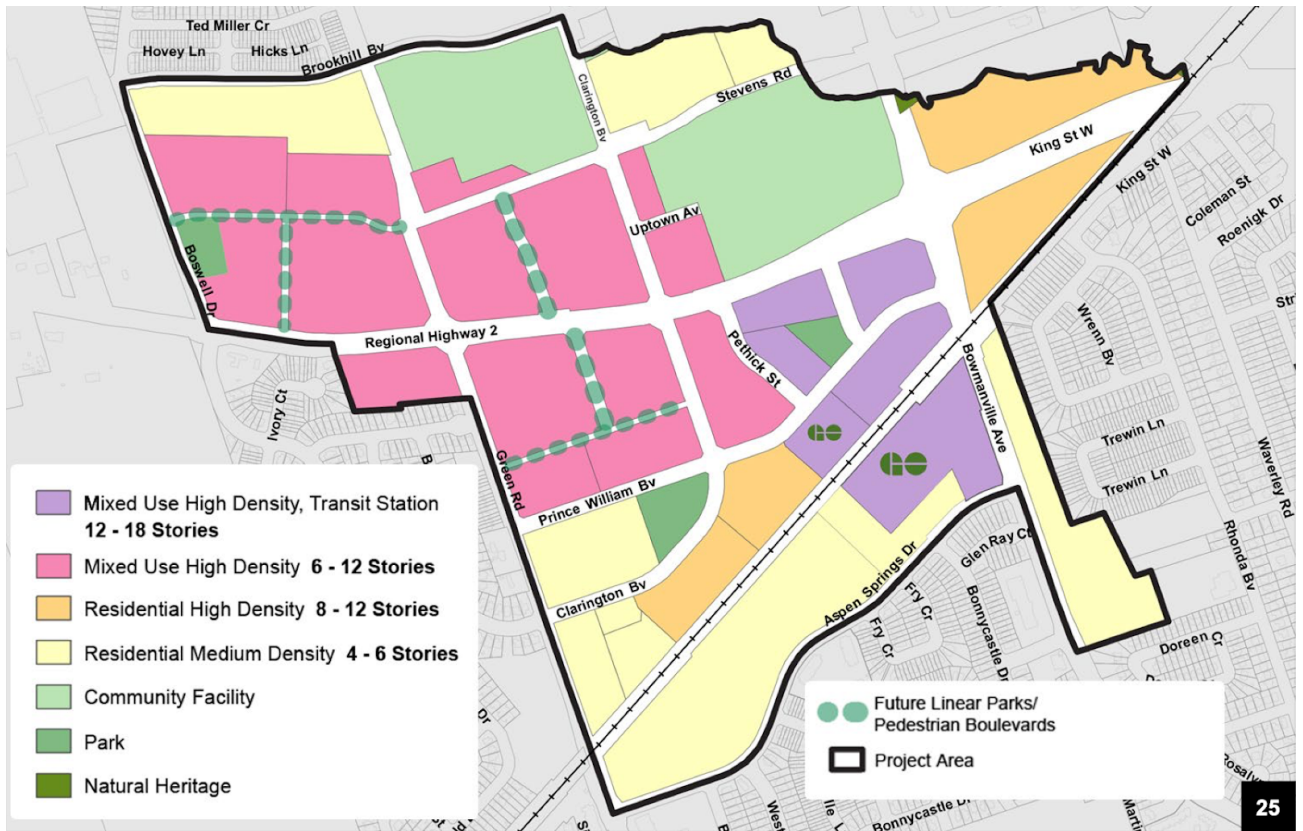 Ted Miller Cr
Hovey Ln
Hicks Ln
Brookhill Bv
Clarington Bv
Stevens Rd
King St W
King St W
Coleman St
Roenigk Dr
Uptown Av
Boswell Dr
Regional Highway 2
Pethick St
Bowmanville Ave
Wrenn Bv
Ivory Ct
Green Rd
Trewin Ln
Trewin Ln
Waverley Rd
Prince William Bv
GO
GO
Rhonda Bv
Glen Ray Ct
Aspen Springs Dr
Fry Cr
Fry Cr
Bonnycastle Dr
Clarington Bv
Doreen Cr
Dr
Mixed Use High Density, Transit Station
12 - 18 Stories
Mixed Use High Density 6 - 12 Stories
Residential High Density 8 - 12 Stories
Residential Medium Density 4 - 6 Stories
Community Facility
Park
Natural Heritage
Future Linear Parks/
Pedestrian Boulevards
Project Area
25